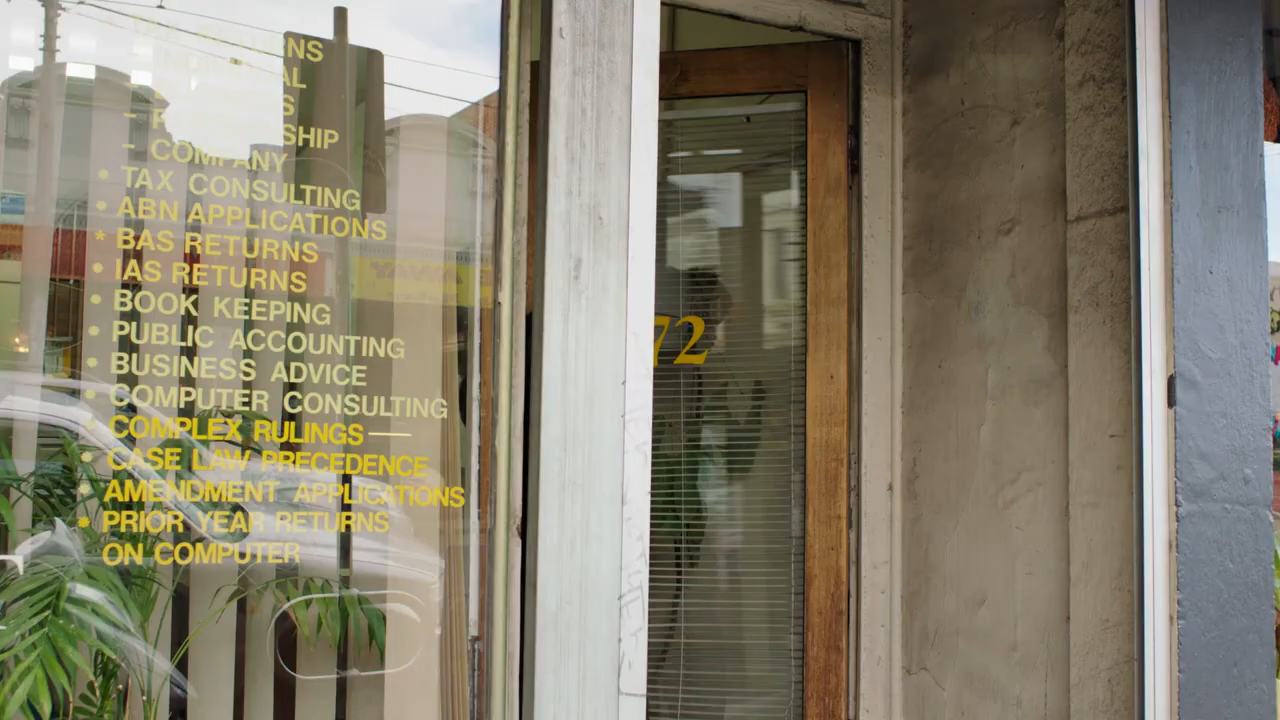 – COMPANY
• TAX CONSULTING
• ABN APPLICATIONS
* BAS RETURNS
• IAS RETURNS
• BOOK KEEPING
• PUBLIC ACCOUNTING
• BUSINESS ADVICE
• COMPUTER CONSULTING
• COMPLEX RULINGS —
• CASE LAW PRECEDENCE
• AMENDMENT APPLICATIONS
• PRIOR YEAR RETURNS
ON COMPUTER
72